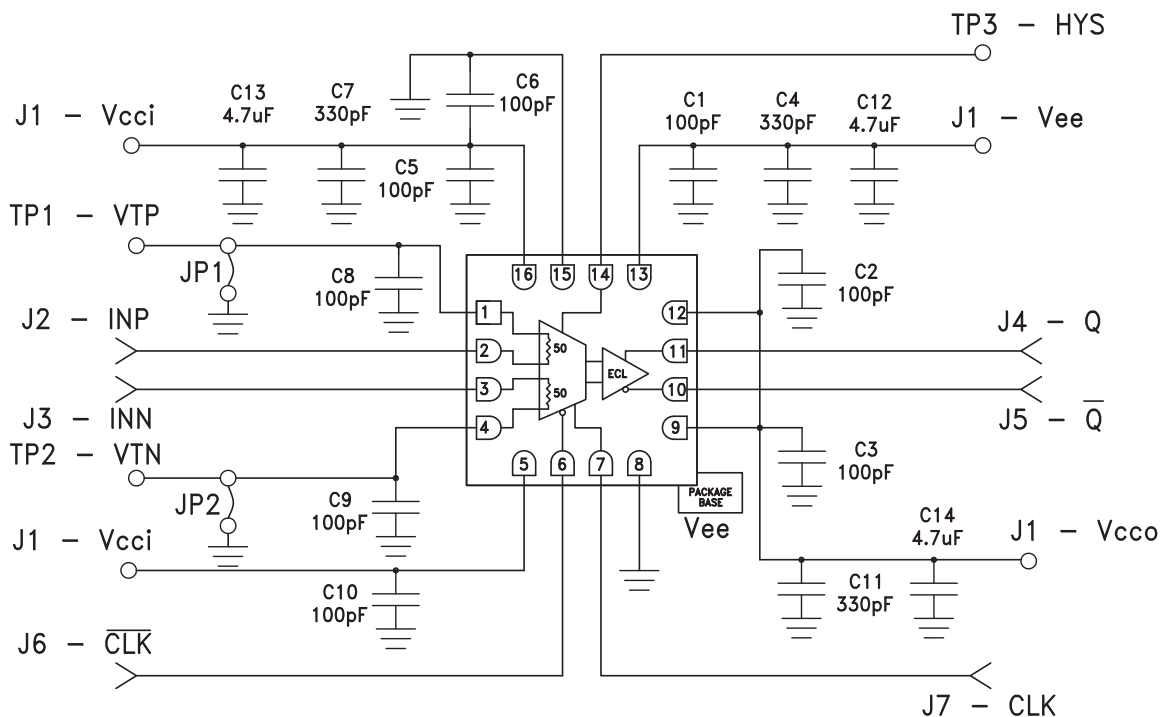 TP3 – HYS
J1 – Vcci
C13
4.7uF
C7
330pF
C6
100pF
C5
100pF
C1
100pF
C4
330pF
C12
4.7uF
J1 – Vee
TP1 – VTP
JP1
C8
100pF
16
15
14
13
C2
100pF
J2 – INP
1
12
J4 – Q
2
50
11
ECL
3
50
10
J3 – INN
J5 – Q̅
4
9
TP2 – VTN
5
6
7
8
C3
100pF
JP2
C9
100pF
PACKAGE
BASE
Vee
C14
4.7uF
J1 – Vcco
J1 – Vcci
C10
100pF
C11
330pF
J6 – C̅L̅K̅
J7 – CLK